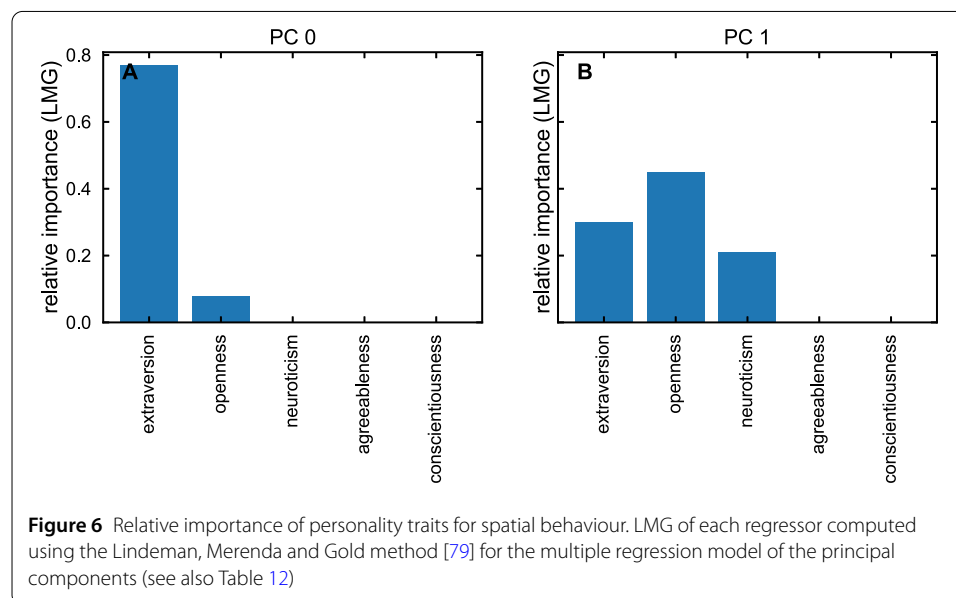 PC 0
PC 1
A
B
relative importance (LMG)
0.8
0.6
0.4
0.2
0.0
relative importance (LMG)
extraversion
openness
neuroticism
agreeableness
conscientiousness
extraversion
openness
neuroticism
agreeableness
conscientiousness
Figure 6 Relative importance of personality traits for spatial behaviour. LMG of each regressor computed
using the Lindeman, Merenda and Gold method [79] for the multiple regression model of the principal
components (see also Table 12)